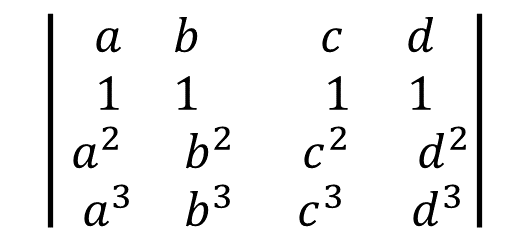 a b c d
1 1 1 1
a² b² c² d²
a³ b³ c³ d³